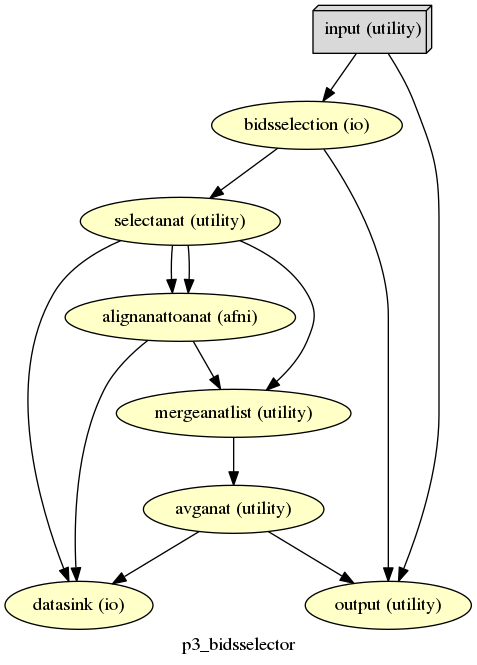 input (utility)
bidsselection (io)
selectanat (utility)
alignanattoanat (afni)
mergeanatlist (utility)
avganat (utility)
datasink (io)
output (utility)
p3_bidsselector